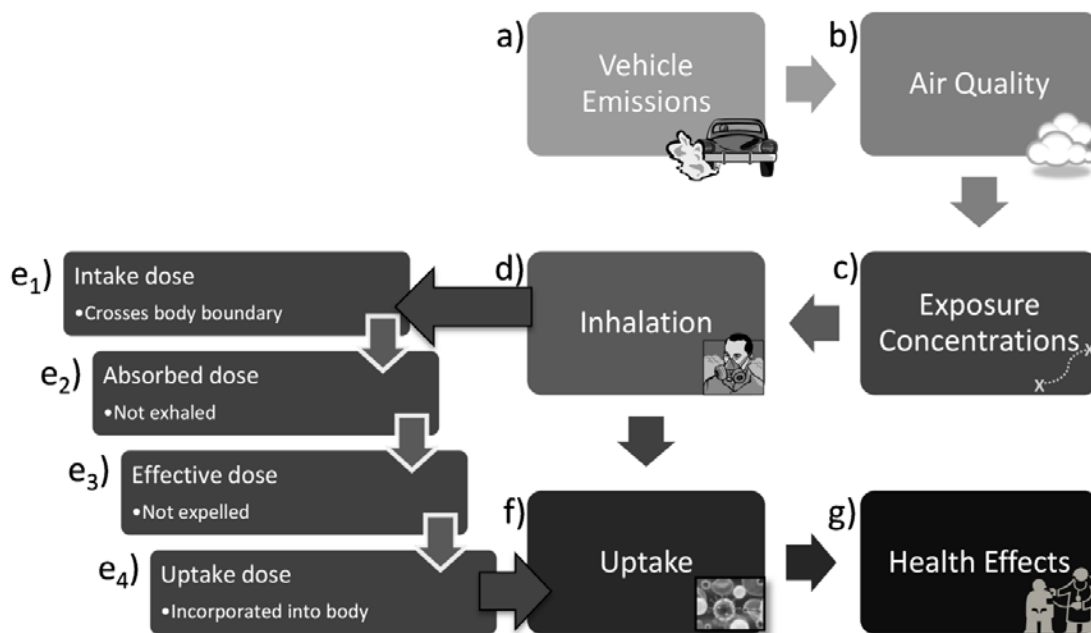 a)
Vehicle
Emissions
b)
Air Quality
c)
Exposure
Concentrations
x
x
d)
Inhalation
e1)
Intake dose
•Crosses body boundary
e2)
Absorbed dose
•Not exhaled
e3)
Effective dose
•Not expelled
e4)
Uptake dose
•Incorporated into body
f)
Uptake
g)
Health Effects